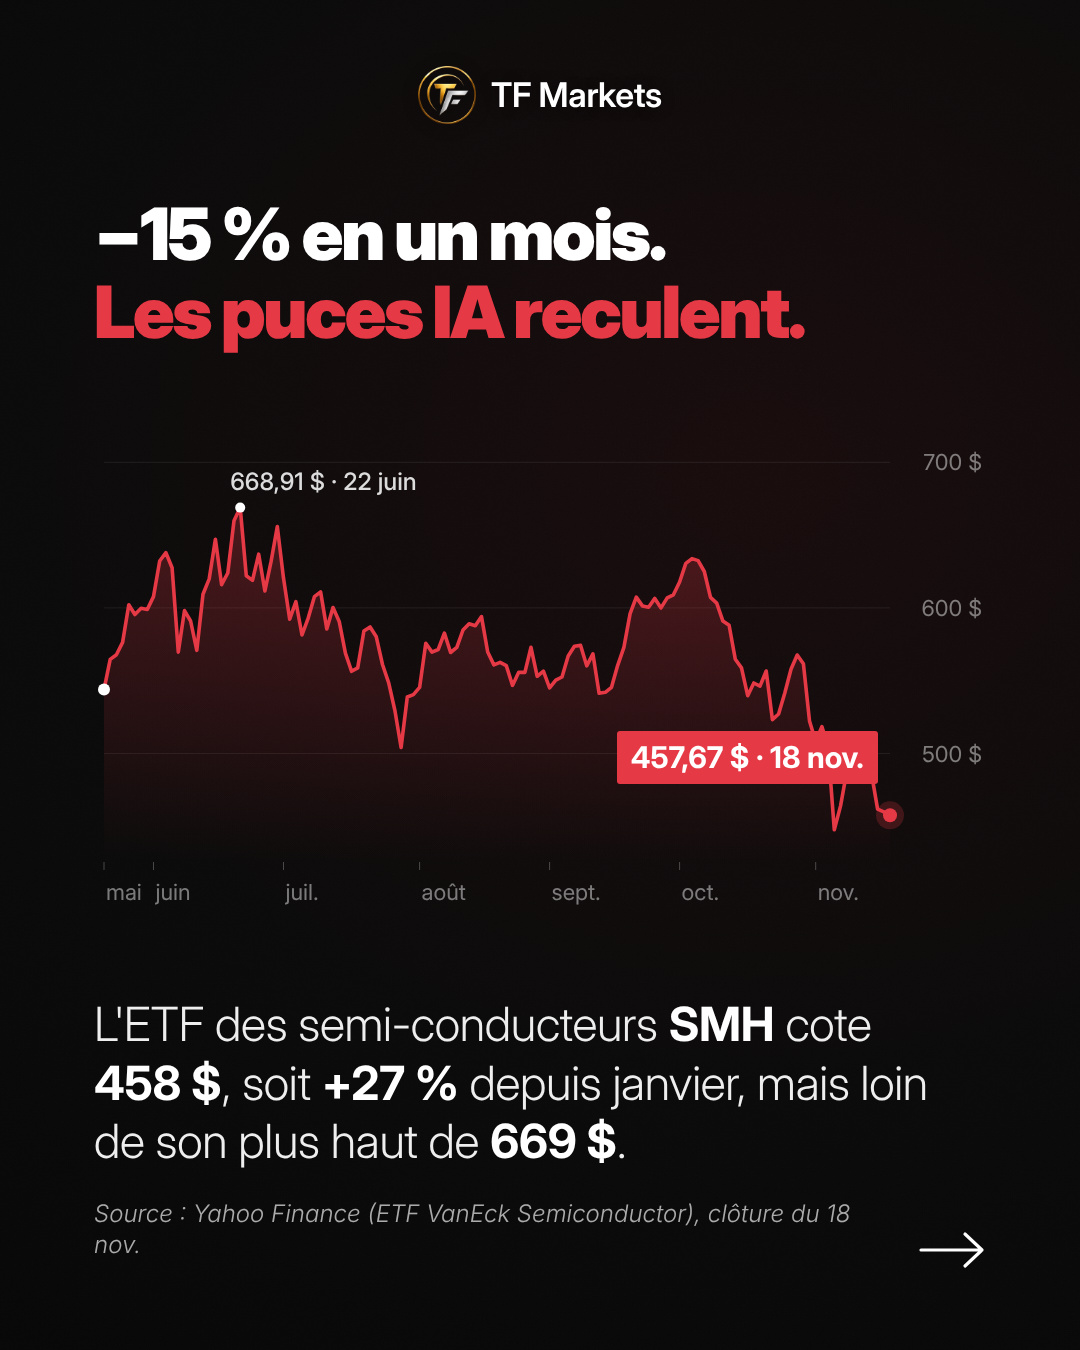 TF Markets
−15 % en un mois.
Les puces IA reculent.
700 $
668,91 $ · 22 juin
600 $
457,67 $ · 18 nov.
500 $
mai juin juil. août sept. oct. nov.
L'ETF des semi-conducteurs SMH cote
458 $, soit +27 % depuis janvier, mais loin
de son plus haut de 669 $.
Source : Yahoo Finance (ETF VanEck Semiconductor), clôture du 18
nov.